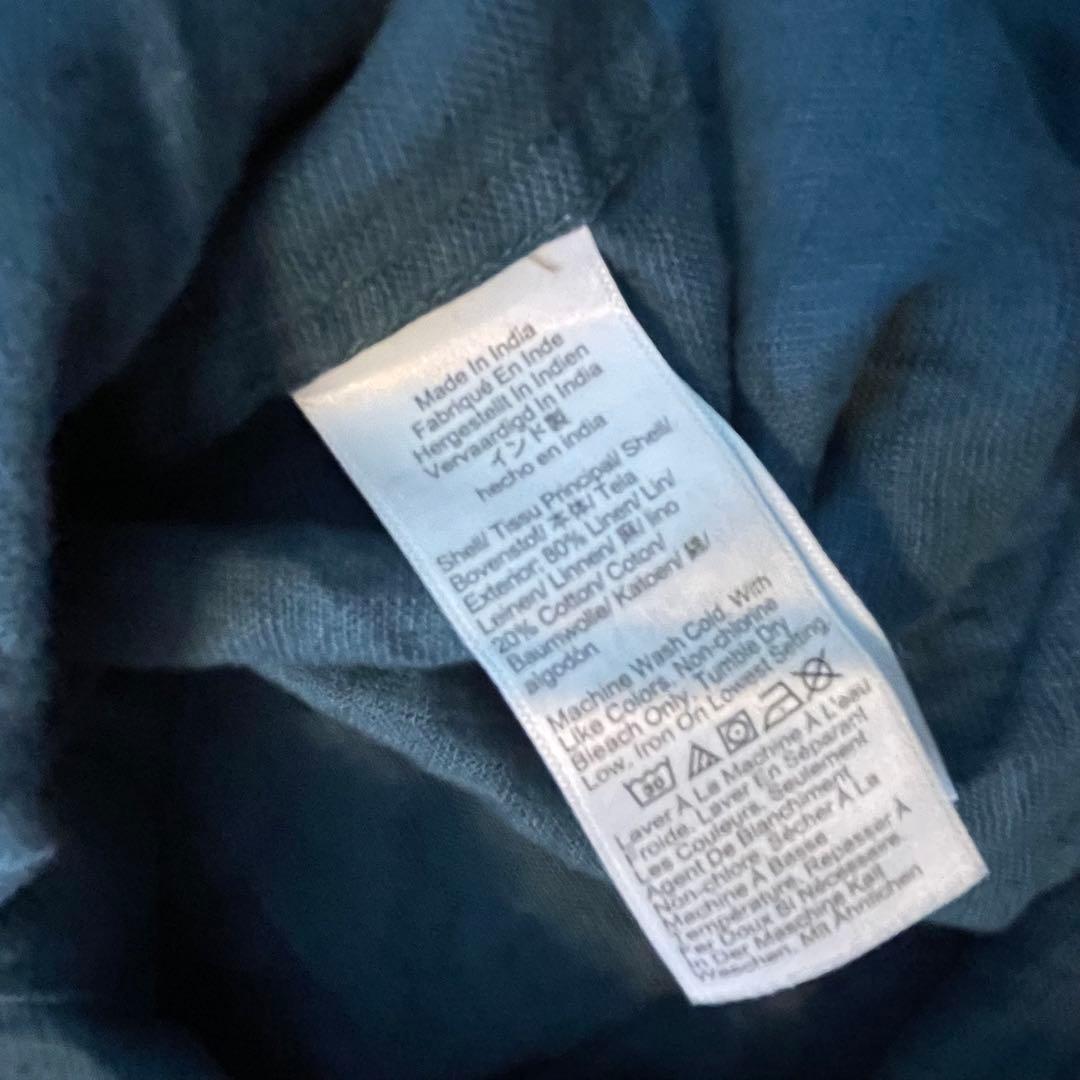 Made In India
Fabriqué En Inde
Hergestellt In Indien
Vervaardigd In India
インド製
hecho en india
Shell/ Tissu Principal/ Shell/
Bovenstof/ 本体/ Tela
Exterior: 80% Linen/ Lin/
Leinen/ Linnen/ 麻/ lino
20% Cotton/ Coton/
Baumwolle/ Katoen/ 綿/
algodón
Machine Wash Cold, With
Like Colors, Non-chlorine
Bleach Only, Tumble Dry
Low, Iron On Lowest Setting.
30
Laver À La Machine À L'eau
Froide, Laver En Séparant
Les Couleurs, Seulement
Agent De Blanchiment
Non-chlore Sécher À La
Machine À Basse
Température, Repasser À
Fer Doux Si Nécessaire
In Der Maschine Kalt
Waschen, Mit Ähnlichen